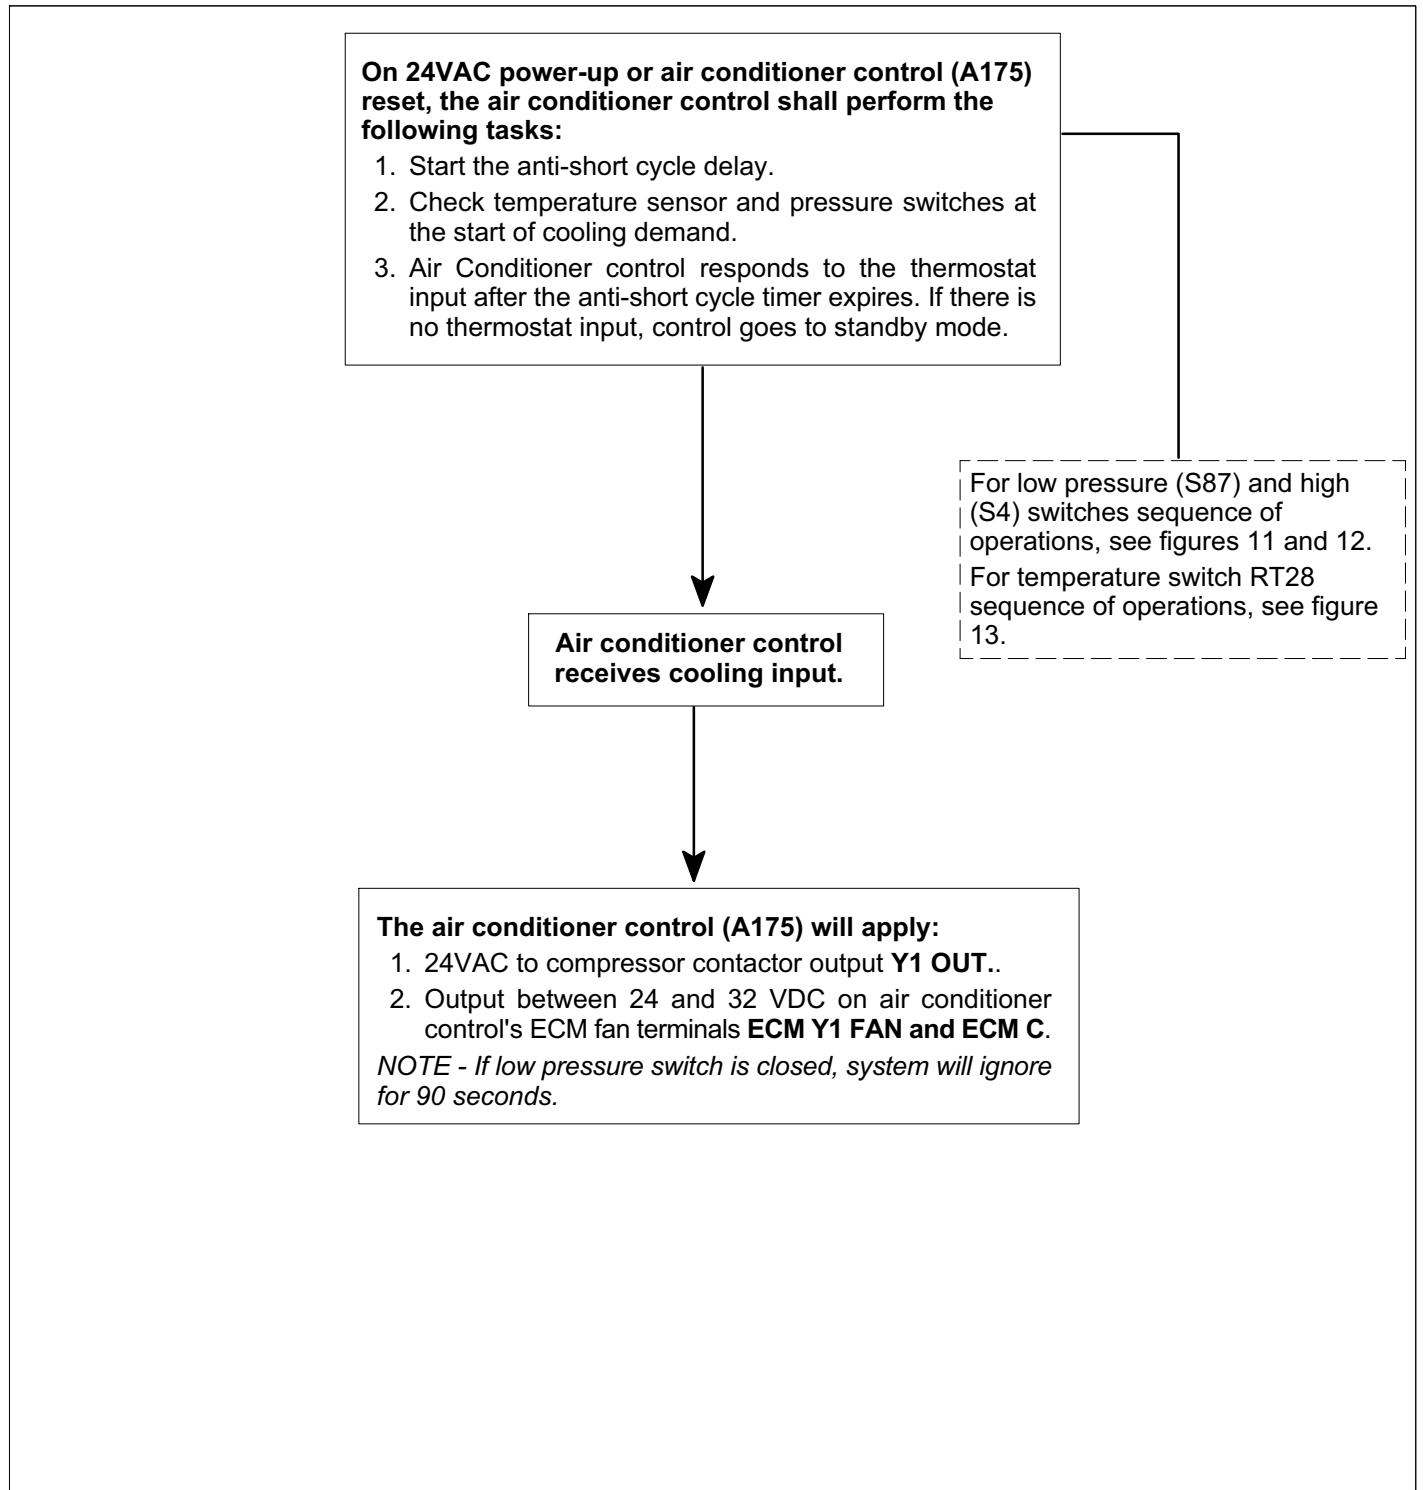 On 24VAC power-up or air conditioner control (A175)
reset, the air conditioner control shall perform the
following tasks:
1. Start the anti-short cycle delay.
2. Check temperature sensor and pressure switches at
the start of cooling demand.
3. Air Conditioner control responds to the thermostat
input after the anti-short cycle timer expires. If there is
no thermostat input, control goes to standby mode.
For low pressure (S87) and high
(S4) switches sequence of
operations, see figures 11 and 12.
For temperature switch RT28
sequence of operations, see figure
13.
Air conditioner control
receives cooling input.
The air conditioner control (A175) will apply:
1. 24VAC to compressor contactor output Y1 OUT..
2. Output between 24 and 32 VDC on air conditioner
control's ECM fan terminals ECM Y1 FAN and ECM C.
NOTE - If low pressure switch is closed, system will ignore
for 90 seconds.